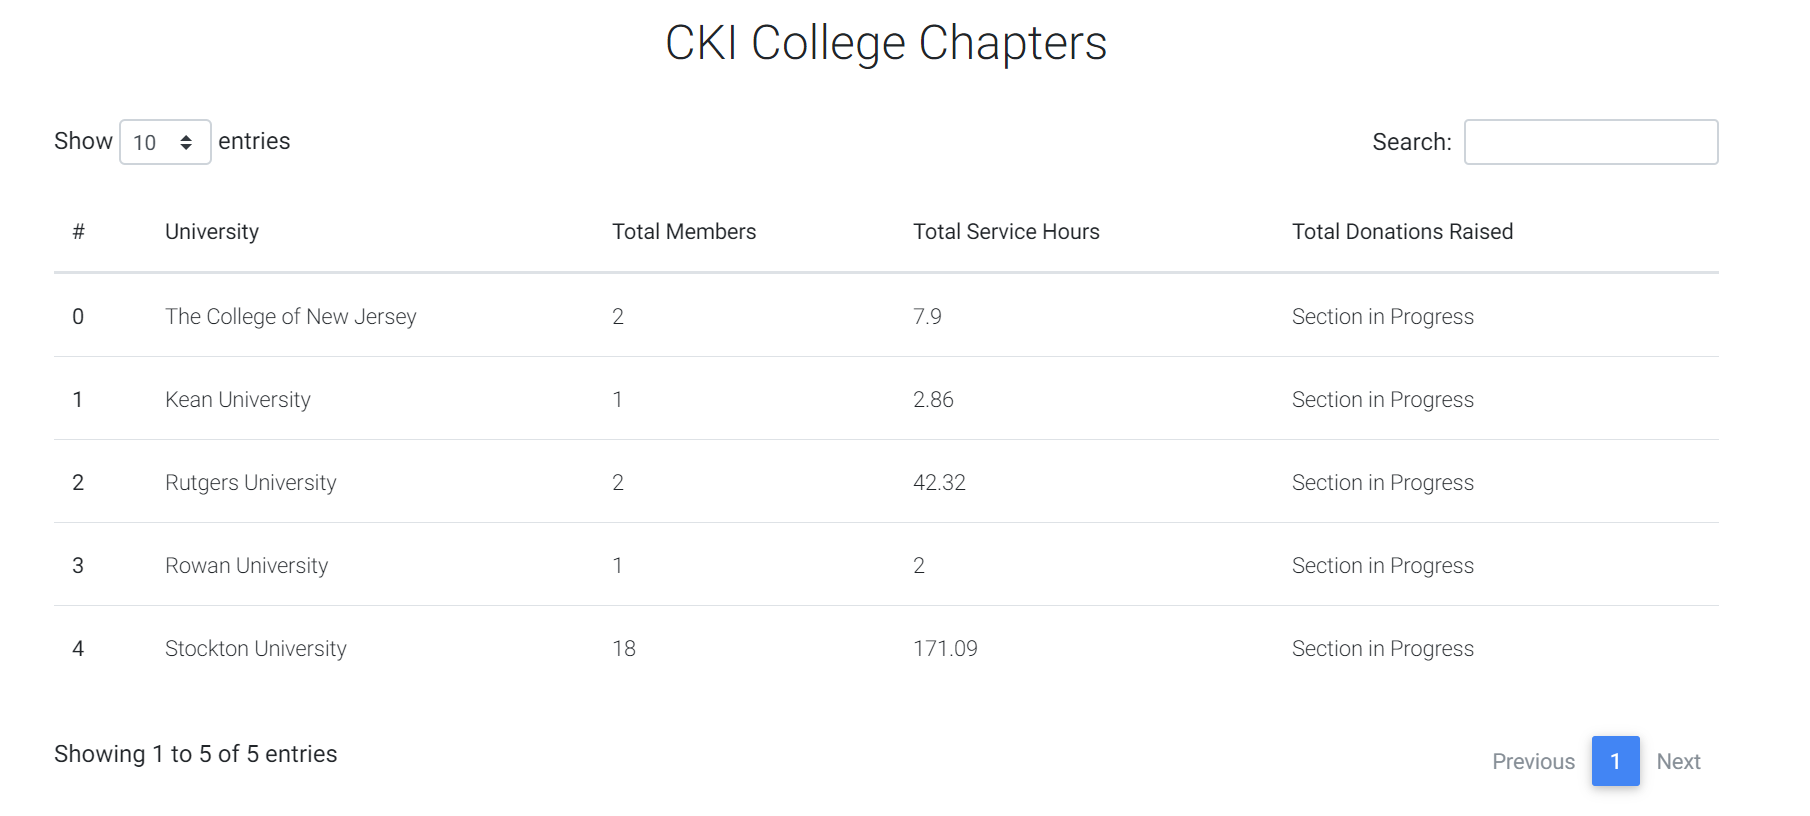 CKI College Chapters
Show 10 entries Search:
# University Total Members Total Service Hours Total Donations Raised
0 The College of New Jersey 2 7.9 Section in Progress
1 Kean University 1 2.86 Section in Progress
2 Rutgers University 2 42.32 Section in Progress
3 Rowan University 1 2 Section in Progress
4 Stockton University 18 171.09 Section in Progress
Showing 1 to 5 of 5 entries Previous 1 Next